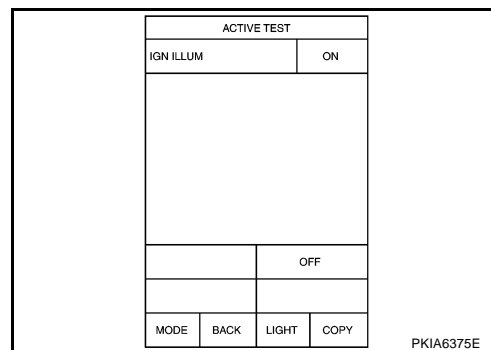 ACTIVE TEST
IGN ILLUM ON
OFF
MODE BACK LIGHT COPY
PKIA6375E